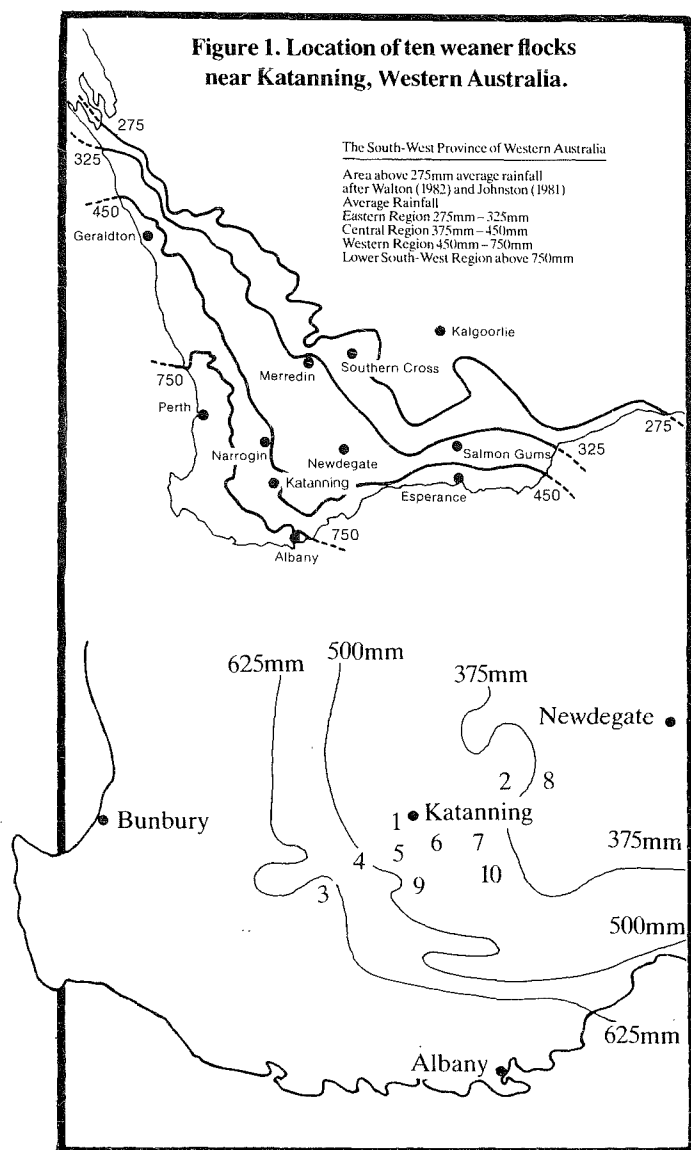 Figure 1. Location of ten weaner flocks
near Katanning, Western Australia.
275
325
450
Geraldton
The South-West Province of Western Australia
Area above 275mm average rainfall
after Walton (1982) and Johnston (1981)
Average Rainfall
Eastern Region 275mm – 325mm
Central Region 375mm – 450mm
Western Region 450mm – 750mm
Lower South-West Region above 750mm
Kalgoorlie
Southern Cross
Merredin
750
Perth
275
Narrogin
Newdegate
Salmon Gums
325
Katanning
Esperance
450
750
Albany
625mm
500mm
375mm
Newdegate
2
8
Bunbury
1
Katanning
6
7
375mm
4
5
3
9
10
500mm
625mm
Albany